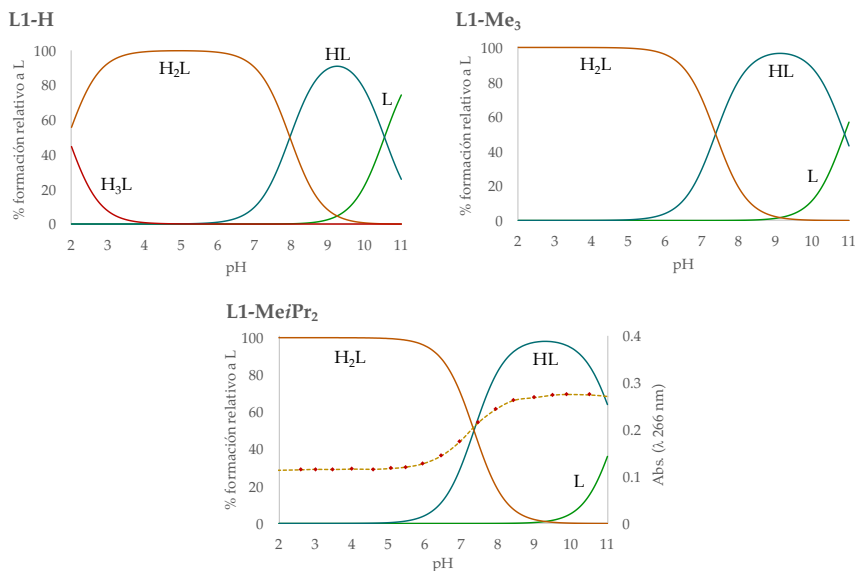 L1-H
% formación relativo a L
100
80
60
40
20
0
H₂L
HL
L
H₃L
2 3 4 5 6 7 8 9 10 11
pH
L1-Me₃
% formación relativo a L
100
80
60
40
20
0
H₂L
HL
L
2 3 4 5 6 7 8 9 10 11
pH
L1-MeiPr₂
% formación relativo a L
100
80
60
40
20
0
H₂L
HL
L
0.4
0.3
0.2
0.1
0
Abs. (λ 266 nm)
2 3 4 5 6 7 8 9 10 11
pH